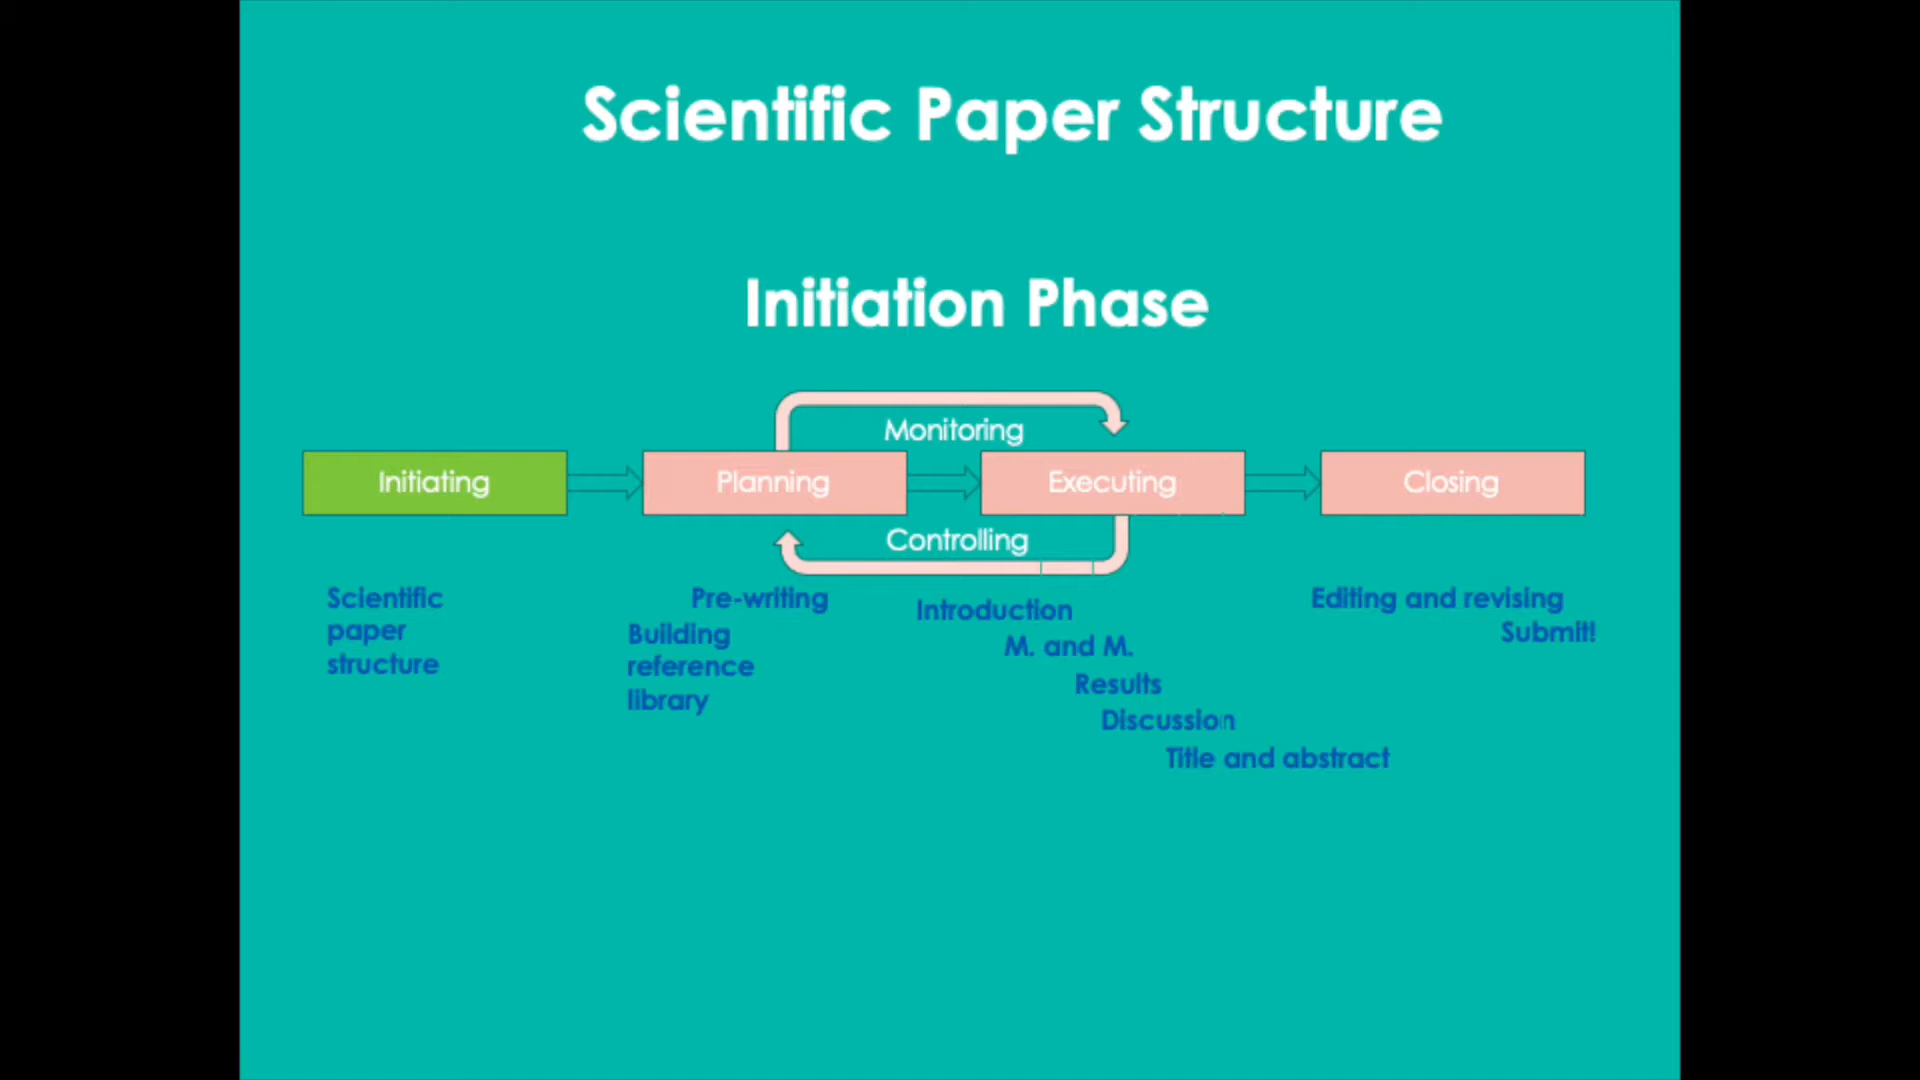 Scientific Paper Structure
Initiation Phase
Monitoring
Initiating
Planning
Executing
Closing
Controlling
Scientific
paper
structure
Pre-writing
Building
reference
library
Introduction
M. and M.
Results
Discussion
Title and abstract
Editing and revising
Submit!